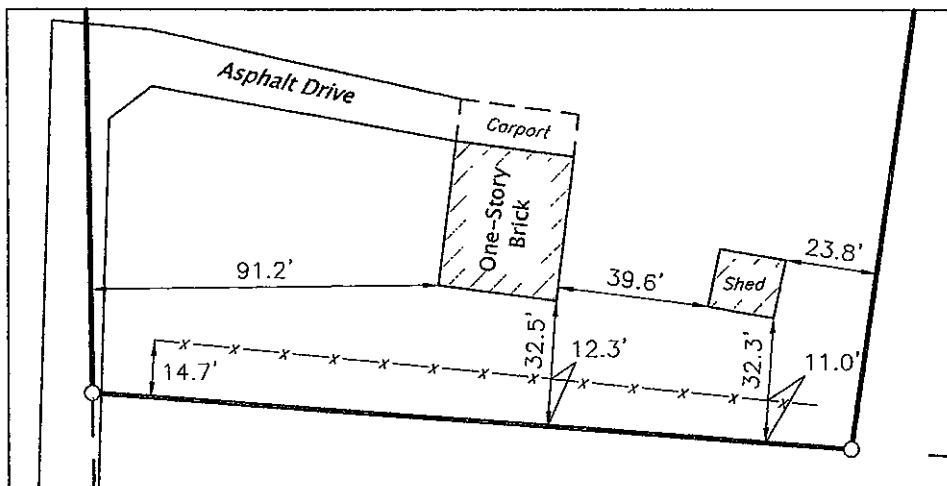 Asphalt Drive
Carport
One-Story
Brick
91.2'
39.6'
Shed
23.8'
14.7'
32.5'
12.3'
32.3'
11.0'